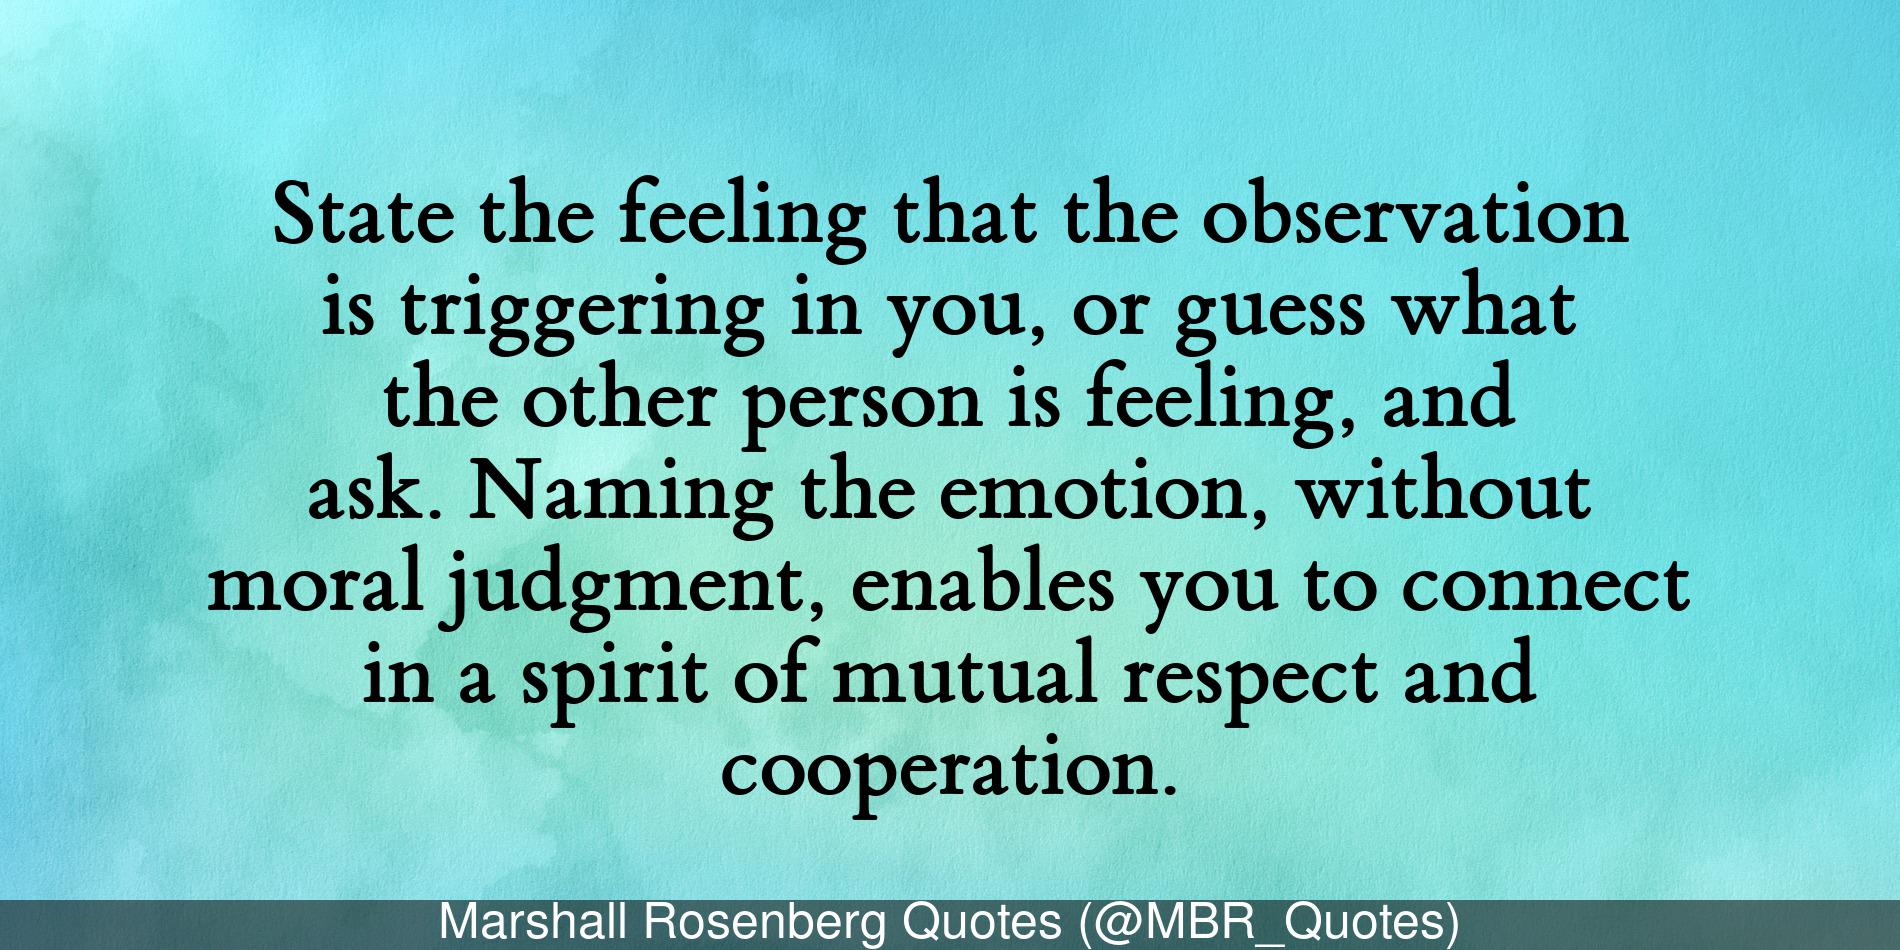 State the feeling that the observation
is triggering in you, or guess what
the other person is feeling, and
ask. Naming the emotion, without
moral judgment, enables you to connect
in a spirit of mutual respect and
cooperation.
Marshall Rosenberg Quotes (@MBR_Quotes)